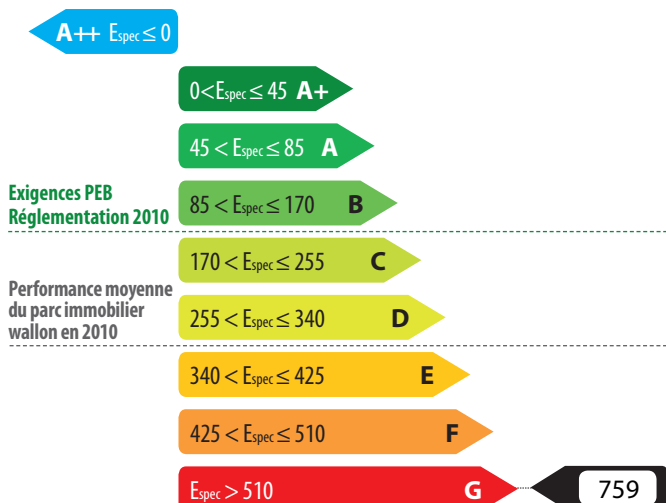 A++ Espec ≤ 0
0<Espec ≤ 45 A+
45 < Espec ≤ 85 A
Exigences PEB
Réglementation 2010
85 < Espec ≤ 170 B
170 < Espec ≤ 255 C
Performance moyenne
du parc immobilier
wallon en 2010
255 < Espec ≤ 340 D
340 < Espec ≤ 425 E
425 < Espec ≤ 510 F
Espec > 510 G 759